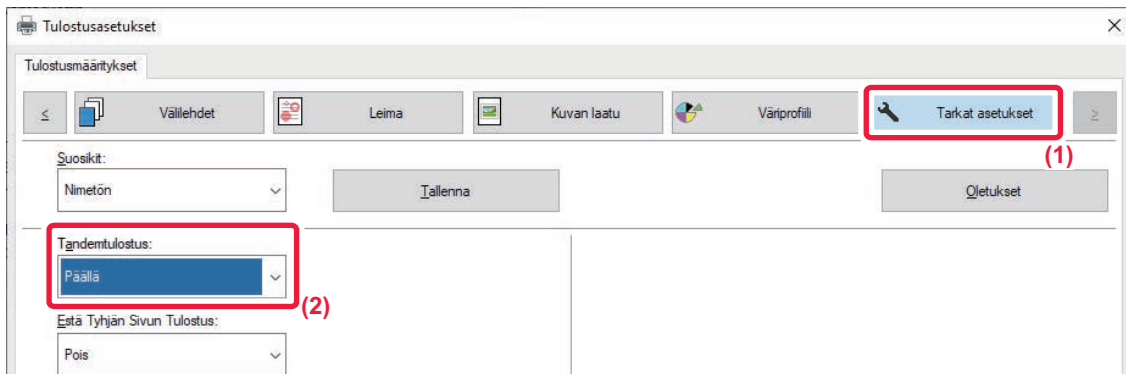 Tulostusasetukset
Tulostusmääritykset
< Välilehdet Leima Kuvan laatu Väriprofiili Tarkat asetukset >
(1)
Suosikit:
Nimetön Tallenna Oletukset
Tandemtulostus:
Päällä
(2)
Estä Tyhjän Sivun Tulostus:
Pois